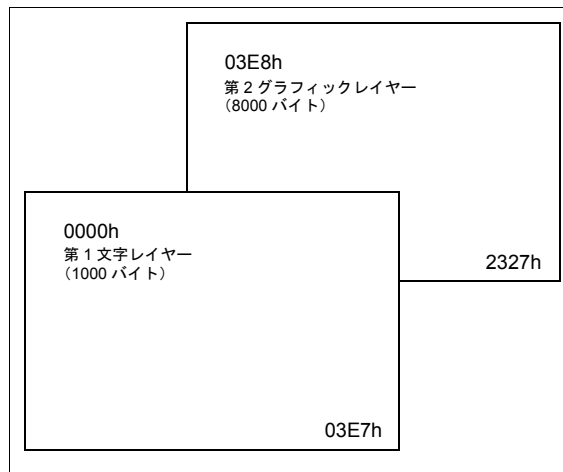 03E8h
第2グラフィックレイヤー
（8000 バイト）
2327h
0000h
第1文字レイヤー
（1000 バイト）
03E7h